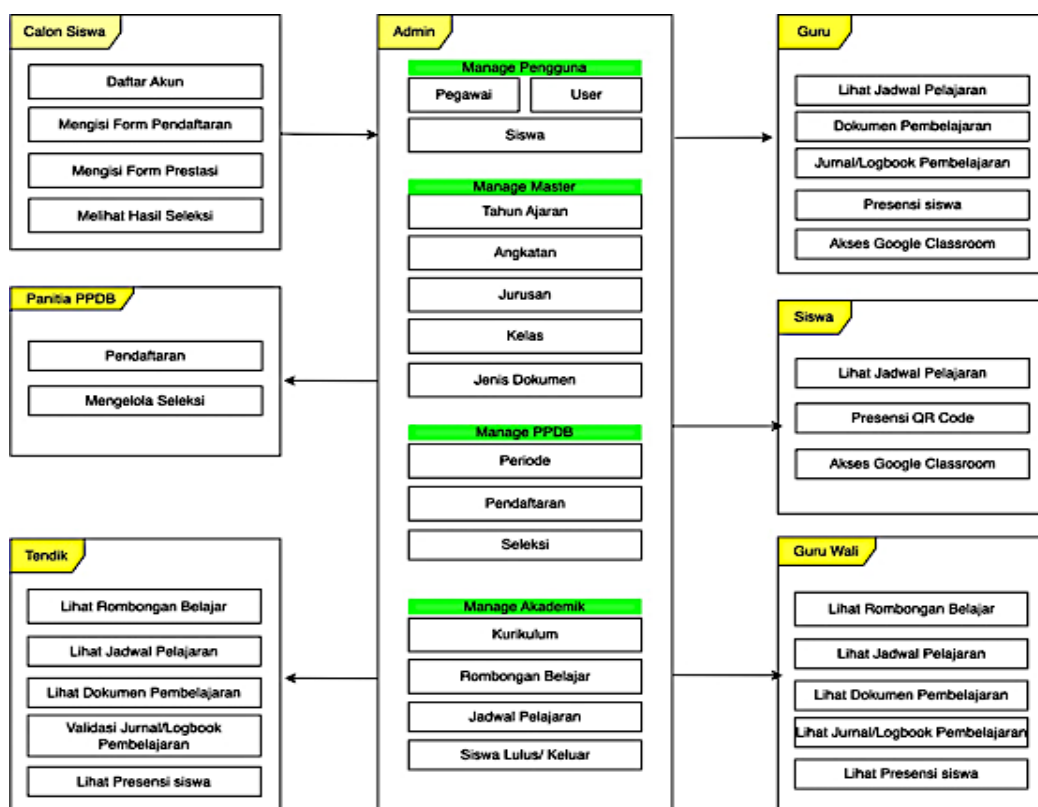 Calon Siswa
Daftar Akun
Mengisi Form Pendaftaran
Mengisi Form Prestasi
Melihat Hasil Seleksi
Panitia PPDB
Pendaftaran
Mengelola Seleksi
Tendik
Lihat Rombongan Belajar
Lihat Jadwal Pelajaran
Lihat Dokumen Pembelajaran
Validasi Jurnal/Logbook
Pembelajaran
Lihat Presensi siswa
Admin
Manage Pengguna
Pegawai
User
Siswa
Manage Master
Tahun Ajaran
Angkatan
Jurusan
Kelas
Jenis Dokumen
Manage PPDB
Periode
Pendaftaran
Seleksi
Manage Akademik
Kurikulum
Rombongan Belajar
Jadwal Pelajaran
Siswa Lulus/ Keluar
Guru
Lihat Jadwal Pelajaran
Dokumen Pembelajaran
Jurnal/Logbook Pembelajaran
Presensi siswa
Akses Google Classroom
Siswa
Lihat Jadwal Pelajaran
Presensi QR Code
Akses Google Classroom
Guru Wali
Lihat Rombongan Belajar
Lihat Jadwal Pelajaran
Lihat Dokumen Pembelajaran
Lihat Jurnal/Logbook Pembelajaran
Lihat Presensi siswa